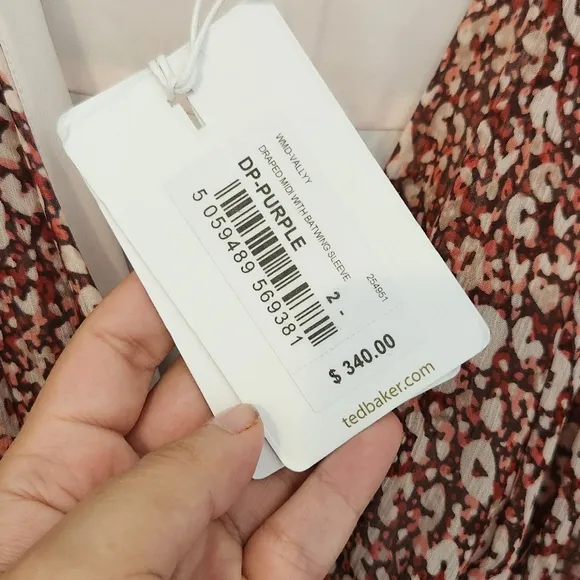 WMD-VALLYY
DRAPED MIDI WITH BATWING SLEEVE
254951
DP-PURPLE
2 -
5 059489 569381
$ 340.00
tedbaker.com